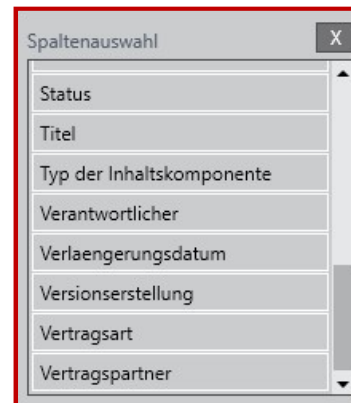 Spaltenauswahl X
Status
Titel
Typ der Inhaltskomponente
Verantwortlicher
Verlaengerungsdatum
Versionserstellung
Vertragsart
Vertragspartner